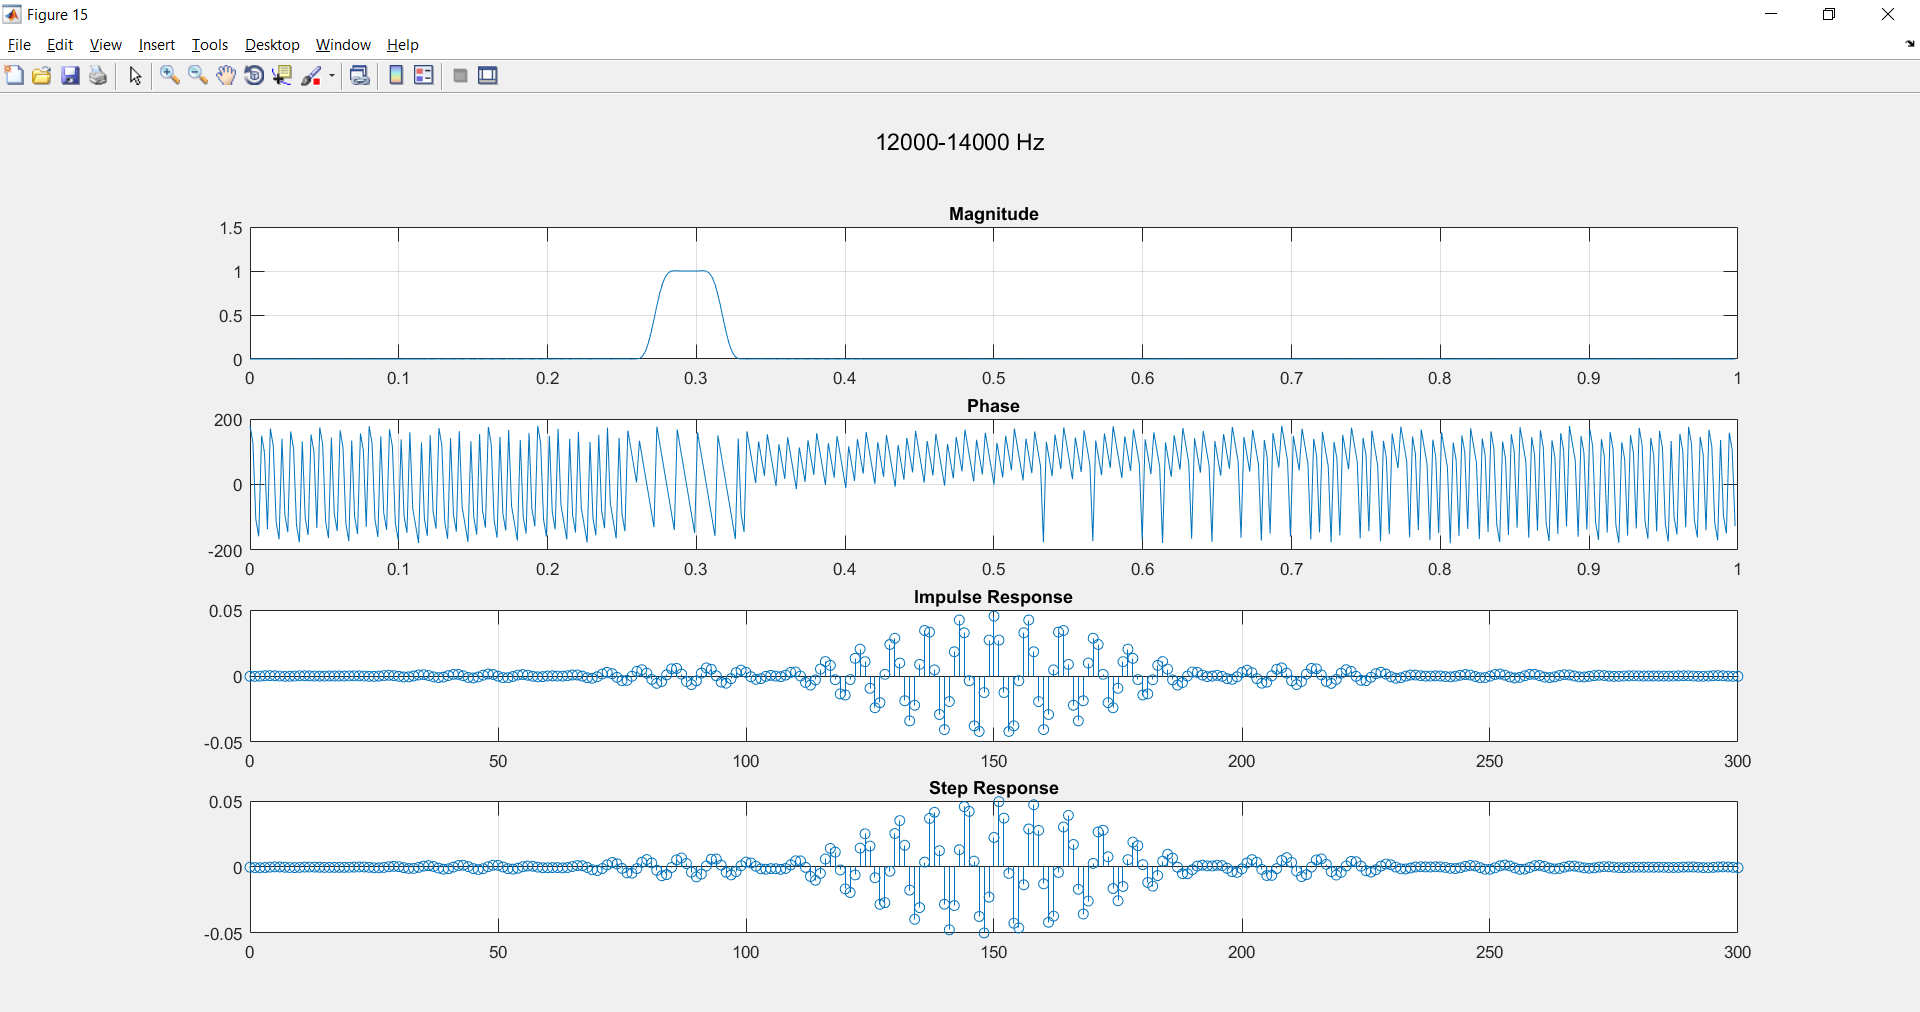 Figure 15
File Edit View Insert Tools Desktop Window Help
12000-14000 Hz
Magnitude
1.5
1
0.5
0
0 0.1 0.2 0.3 0.4 0.5 0.6 0.7 0.8 0.9 1
Phase
200
0
-200
0 0.1 0.2 0.3 0.4 0.5 0.6 0.7 0.8 0.9 1
Impulse Response
0.05
0
-0.05
0 50 100 150 200 250 300
Step Response
0.05
0
-0.05
0 50 100 150 200 250 300